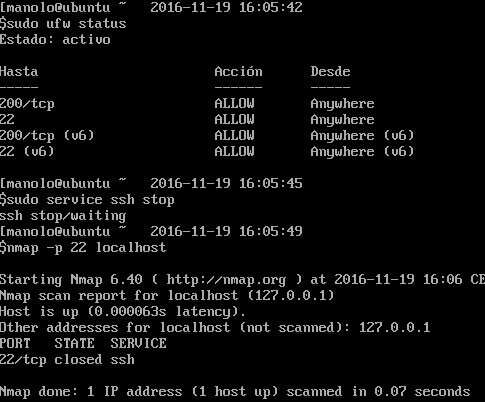 [manolo@ubuntu ~   2016-11-19 16:05:42
$sudo ufw status
Estado: activo
Hasta Acción Desde
----- ------ -----
200/tcp ALLOW Anywhere
22 ALLOW Anywhere
200/tcp (v6) ALLOW Anywhere (v6)
22 (v6) ALLOW Anywhere (v6)
[manolo@ubuntu ~   2016-11-19 16:05:45
$sudo service ssh stop
ssh stop/waiting
[manolo@ubuntu ~   2016-11-19 16:05:49
$nmap -p 22 localhost
Starting Nmap 6.40 ( http://nmap.org ) at 2016-11-19 16:06 CE
Nmap scan report for localhost (127.0.0.1)
Host is up (0.000063s latency).
Other addresses for localhost (not scanned): 127.0.0.1
PORT   STATE  SERVICE
22/tcp closed ssh
Nmap done: 1 IP address (1 host up) scanned in 0.07 seconds